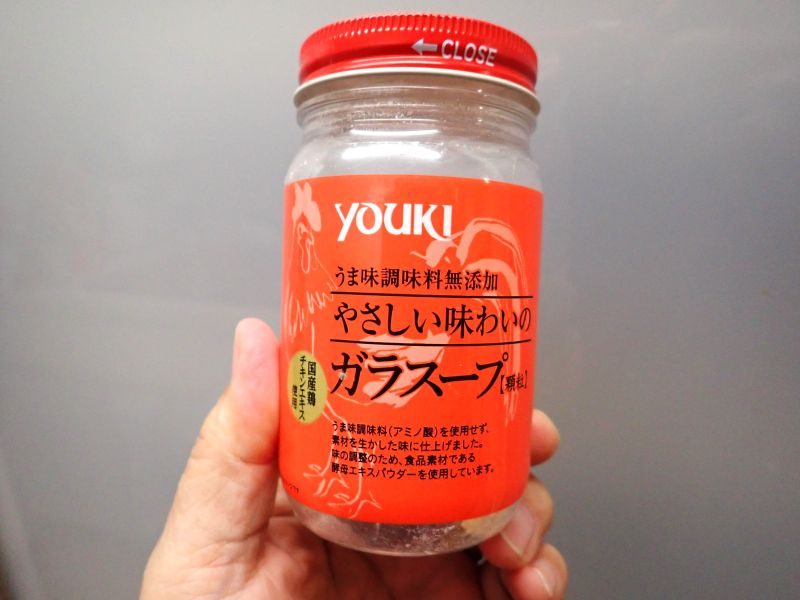 ←CLOSE
YOUKI
うま味調味料無添加
やさしい味わいの
ガラスープ【顆粒】
国産鶏
チキンエキス
使用
うま味調味料(アミノ酸)を使用せず、
素材を生かした味に仕上げました。
味の調整のため、食品素材である
酵母エキスパウダーを使用しています。